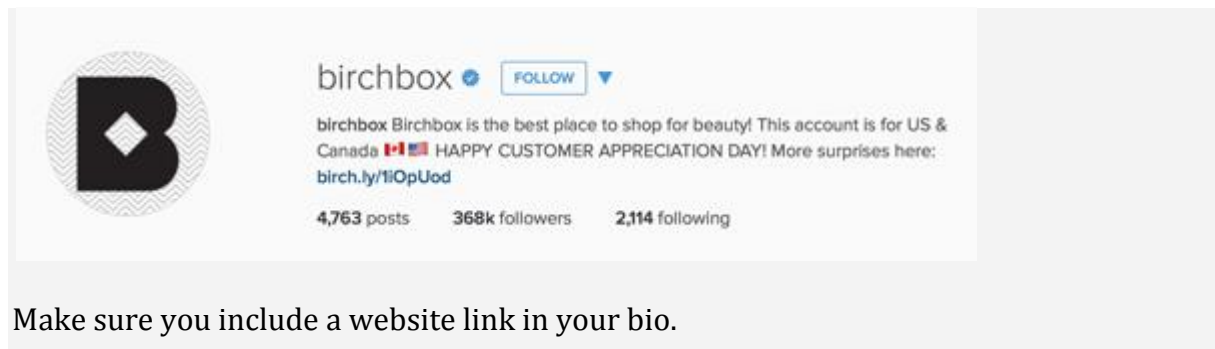 birchbox FOLLOW
birchbox Birchbox is the best place to shop for beauty! This account is for US &
Canada 🇨🇦🇺🇸 HAPPY CUSTOMER APPRECIATION DAY! More surprises here:
birch.ly/1iOpUod
4,763 posts 368k followers 2,114 following
Make sure you include a website link in your bio.